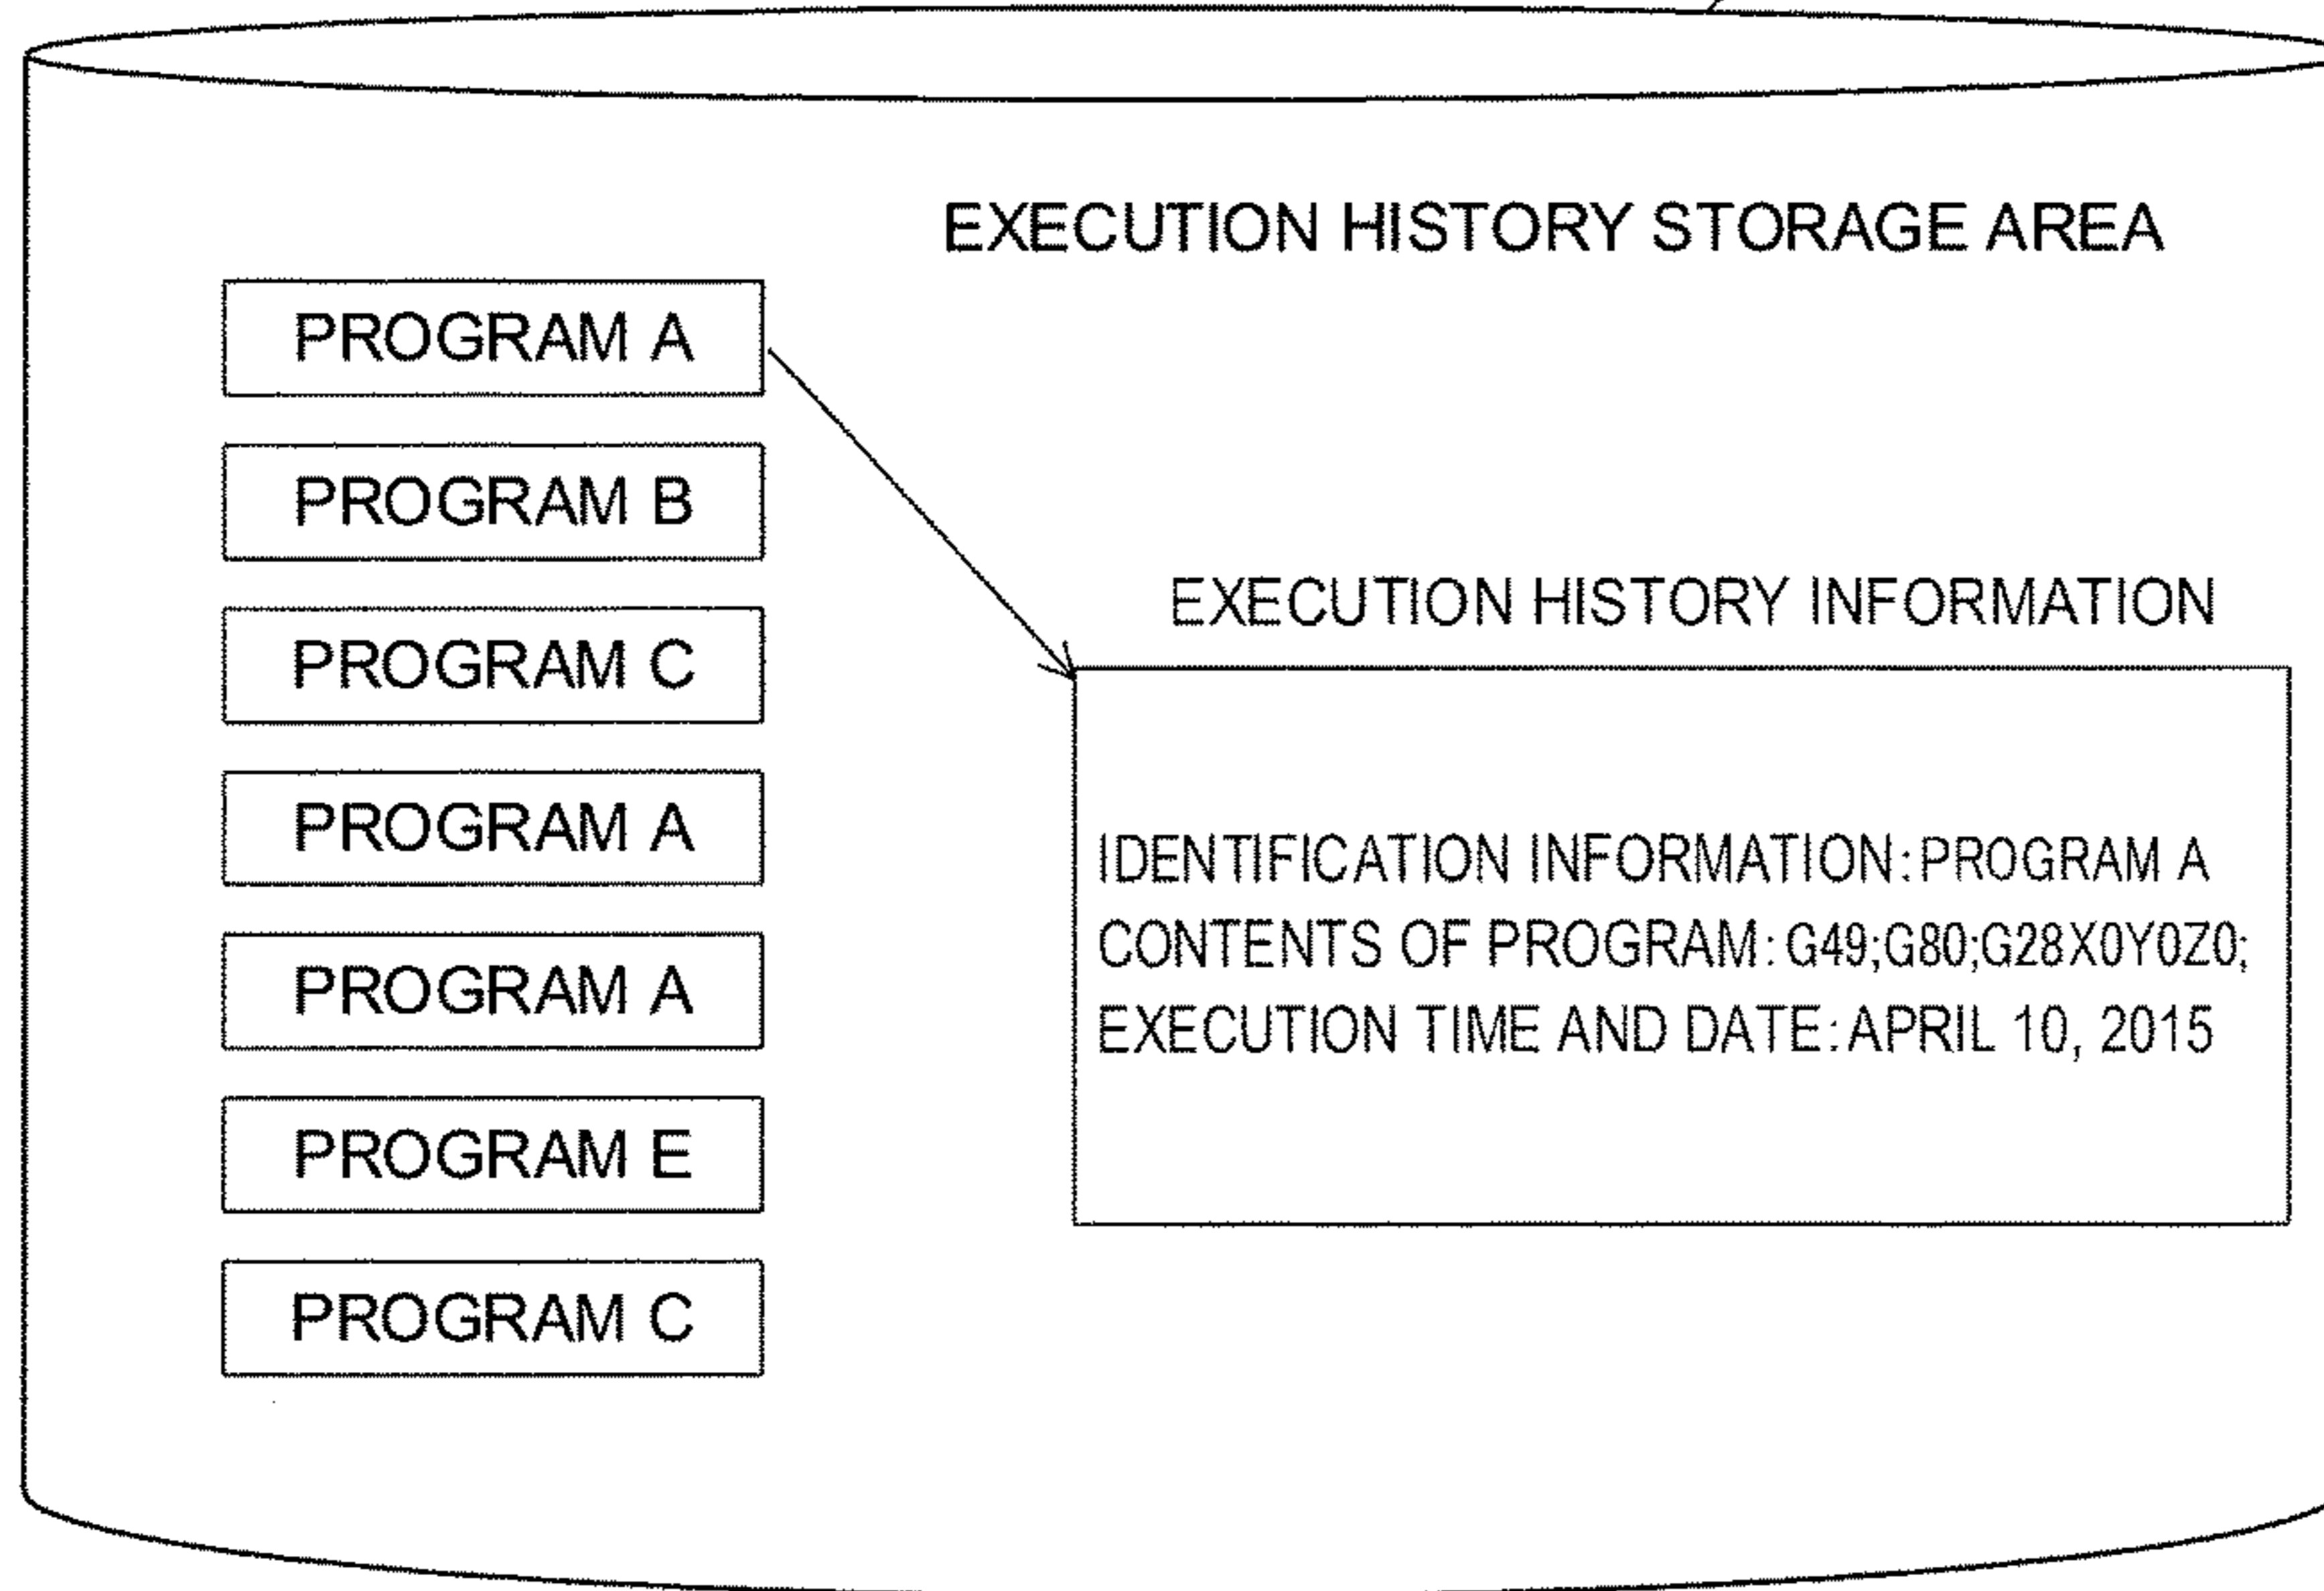 EXECUTION HISTORY STORAGE AREA
PROGRAM A
PROGRAM B
PROGRAM C
PROGRAM A
PROGRAM A
PROGRAM E
PROGRAM C
EXECUTION HISTORY INFORMATION
IDENTIFICATION INFORMATION:PROGRAM A
CONTENTS OF PROGRAM: G49;G80;G28X0Y0Z0;
EXECUTION TIME AND DATE:APRIL 10, 2015